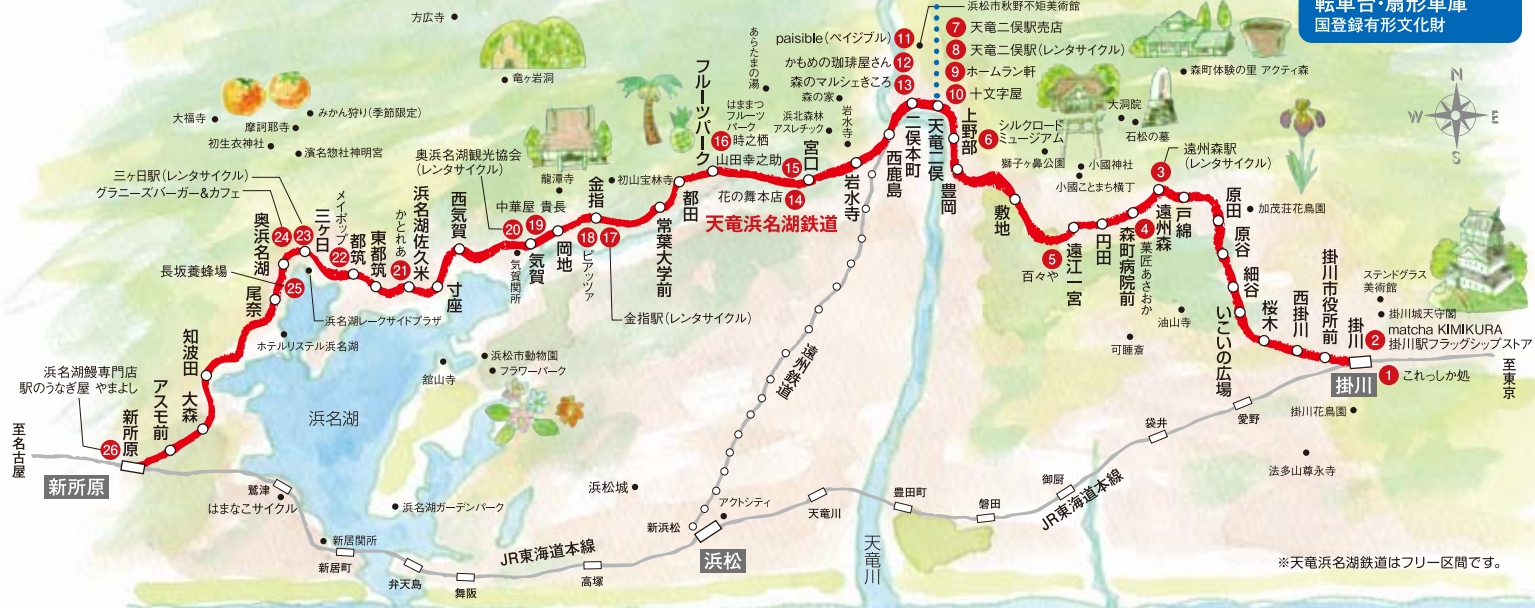 転車台・扇形車庫
国登録有形文化財
浜松市秋野不矩美術館
方広寺
竜ヶ岩洞
みかん狩り(季節限定)
大福寺
摩訶耶寺
初生衣神社
濱名惣社神明宮
三ヶ日駅(レンタサイクル)
グラニーズバーガー&カフェ
奥浜名湖観光協会
(レンタサイクル)
龍潭寺
初山宝林寺
中華屋 貴長
あらたまの湯
はままつ
フルーツ
パーク
16 時之栖
森の家
浜北森林
アスレチック
岩水寺
paisible(ペイジブル) 11
かもめの珈琲屋さん 12
森のマルシェきころ 13
7 天竜二俣駅売店
8 天竜二俣駅(レンタサイクル)
9 ホームラン軒
10 十文字屋
6 シルクロード
ミュージアム
獅子ヶ鼻公園
大洞院
石松の墓
小國神社
小國ことまち横丁
森町体験の里 アクティ森
遠州森駅
(レンタサイクル)
3
加茂荘花鳥園
N
W E
S
山田幸之助 15
花の舞本店 14
天竜浜名湖鉄道
新所原
アスモ前
大森
知波田
尾奈
奥浜名湖
三ヶ日
都筑
東都筑
浜名湖佐久米
寸座
西気賀
気賀
岡地
金指
常葉大学前
都田
フルーツパーク
宮口
岩水寺
西鹿島
二俣本町
天竜二俣
上野部
豊岡
敷地
遠江一宮
円田
森町病院前
遠州森
戸綿
原田
原谷
細谷
いこいの広場
桜木
西掛川
掛川市役所前
掛川
24
23
メイポップ
22
かとれあ
21
20
19
18
ピアッツァ
17
気賀関所
金指駅(レンタサイクル)
長坂養蜂場
25
浜名湖レークサイドプラザ
ホテルリステル浜名湖
舘山寺
浜松市動物園
フラワーパーク
浜名湖
浜名湖鰻専門店
駅のうなぎ屋 やまよし
26
至名古屋
新所原
鷲津
はまなこサイクル
新居関所
新居町
弁天島
舞阪
浜名湖ガーデンパーク
JR東海道本線
高塚
浜松城
アクトシティ
新浜松
浜松
遠州鉄道
天竜川
天竜川
豊田町
磐田
御厨
JR東海道本線
袋井
愛野
5
百々や
4
菓匠あさおか
可睡斎
油山寺
ステンドグラス
美術館
掛川城天守閣
2 matcha KIMIKURA
掛川駅フラッグシップストア
1 これっしか処
掛川
至東京
掛川花鳥園
法多山尊永寺
※天竜浜名湖鉄道はフリー区間です。